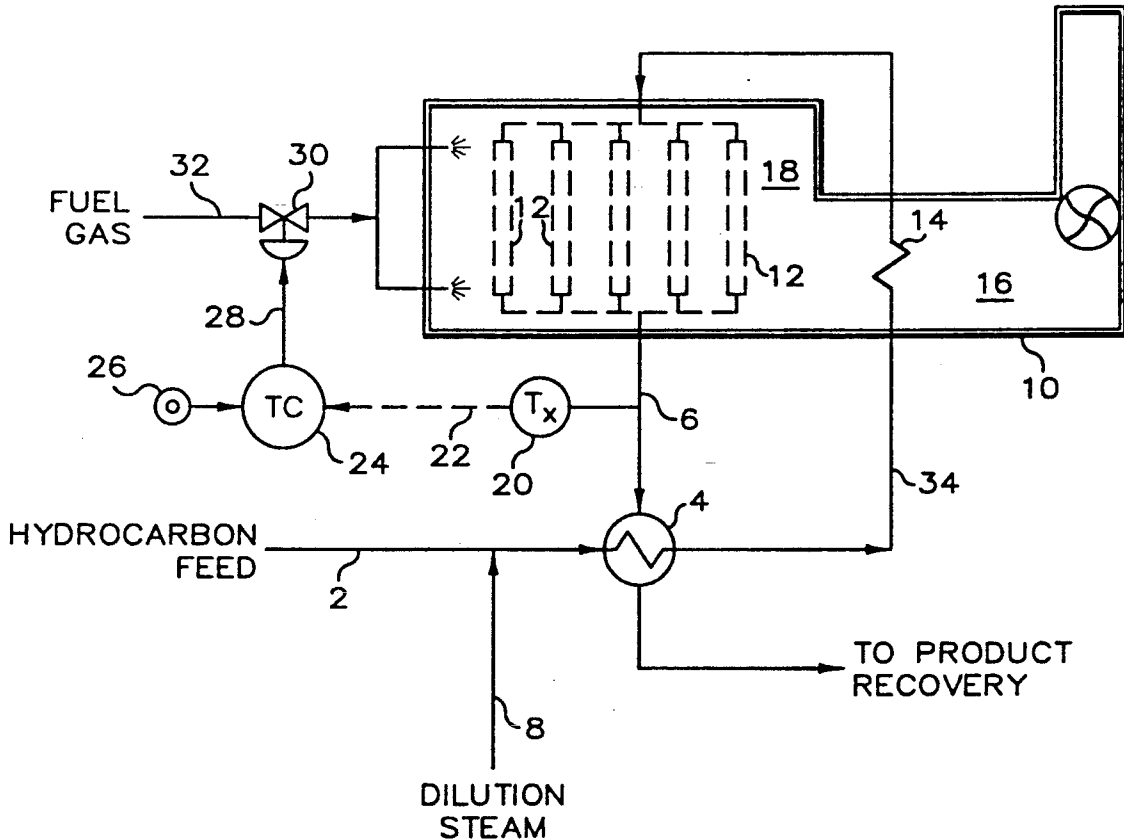 18
32
30
FUEL
GAS
12
12
12
14
16
28
10
26
TC
Tx
6
24
22
20
4
34
HYDROCARBON
FEED
2
TO PRODUCT
RECOVERY
8
DILUTION
STEAM